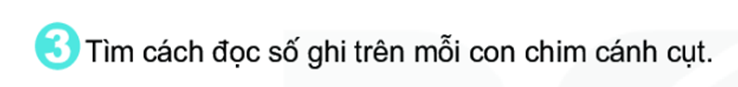 3 Tìm cách đọc số ghi trên mỗi con chim cánh cụt.